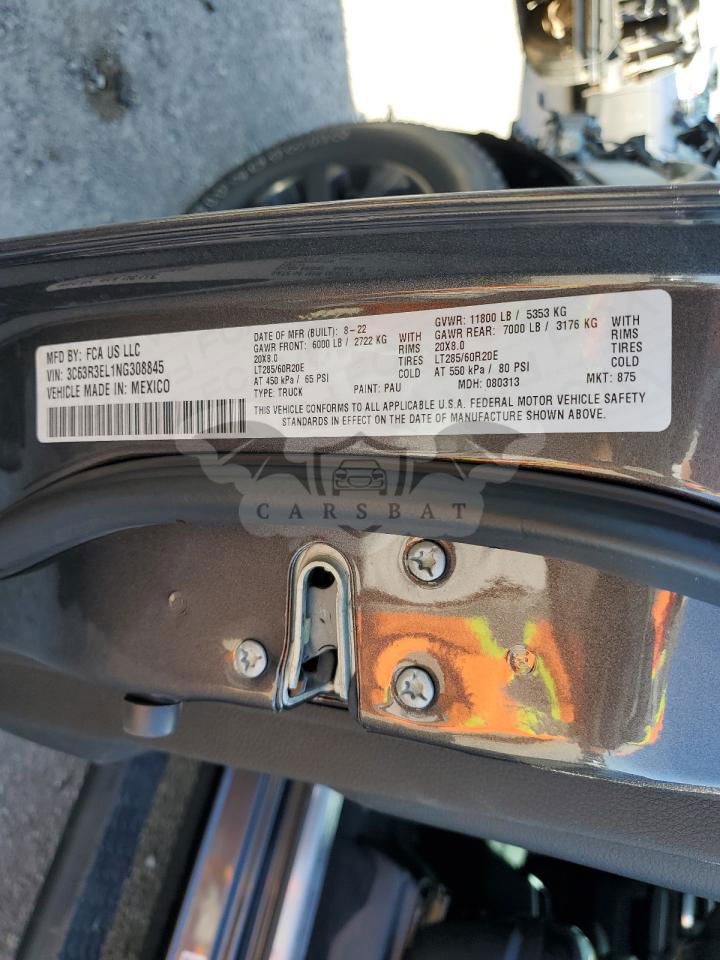 MFD BY: FCA US LLC
VIN: 3C63R3EL1NG308845
VEHICLE MADE IN: MEXICO
DATE OF MFR (BUILT): 8-22
GAWR FRONT: 6000 LB / 2722 KG WITH
20X8.0 RIMS
LT285/60R20E TIRES
AT 450 kPa / 65 PSI COLD
TYPE: TRUCK PAINT: PAU
GVWR: 11800 LB / 5353 KG
GAWR REAR: 7000 LB / 3176 KG WITH
20X8.0 RIMS
LT285/60R20E TIRES
AT 550 kPa / 80 PSI COLD
MDH: 080313 MKT: 875
THIS VEHICLE CONFORMS TO ALL APPLICABLE U.S.A. FEDERAL MOTOR VEHICLE SAFETY
STANDARDS IN EFFECT ON THE DATE OF MANUFACTURE SHOWN ABOVE.
CARSBAT